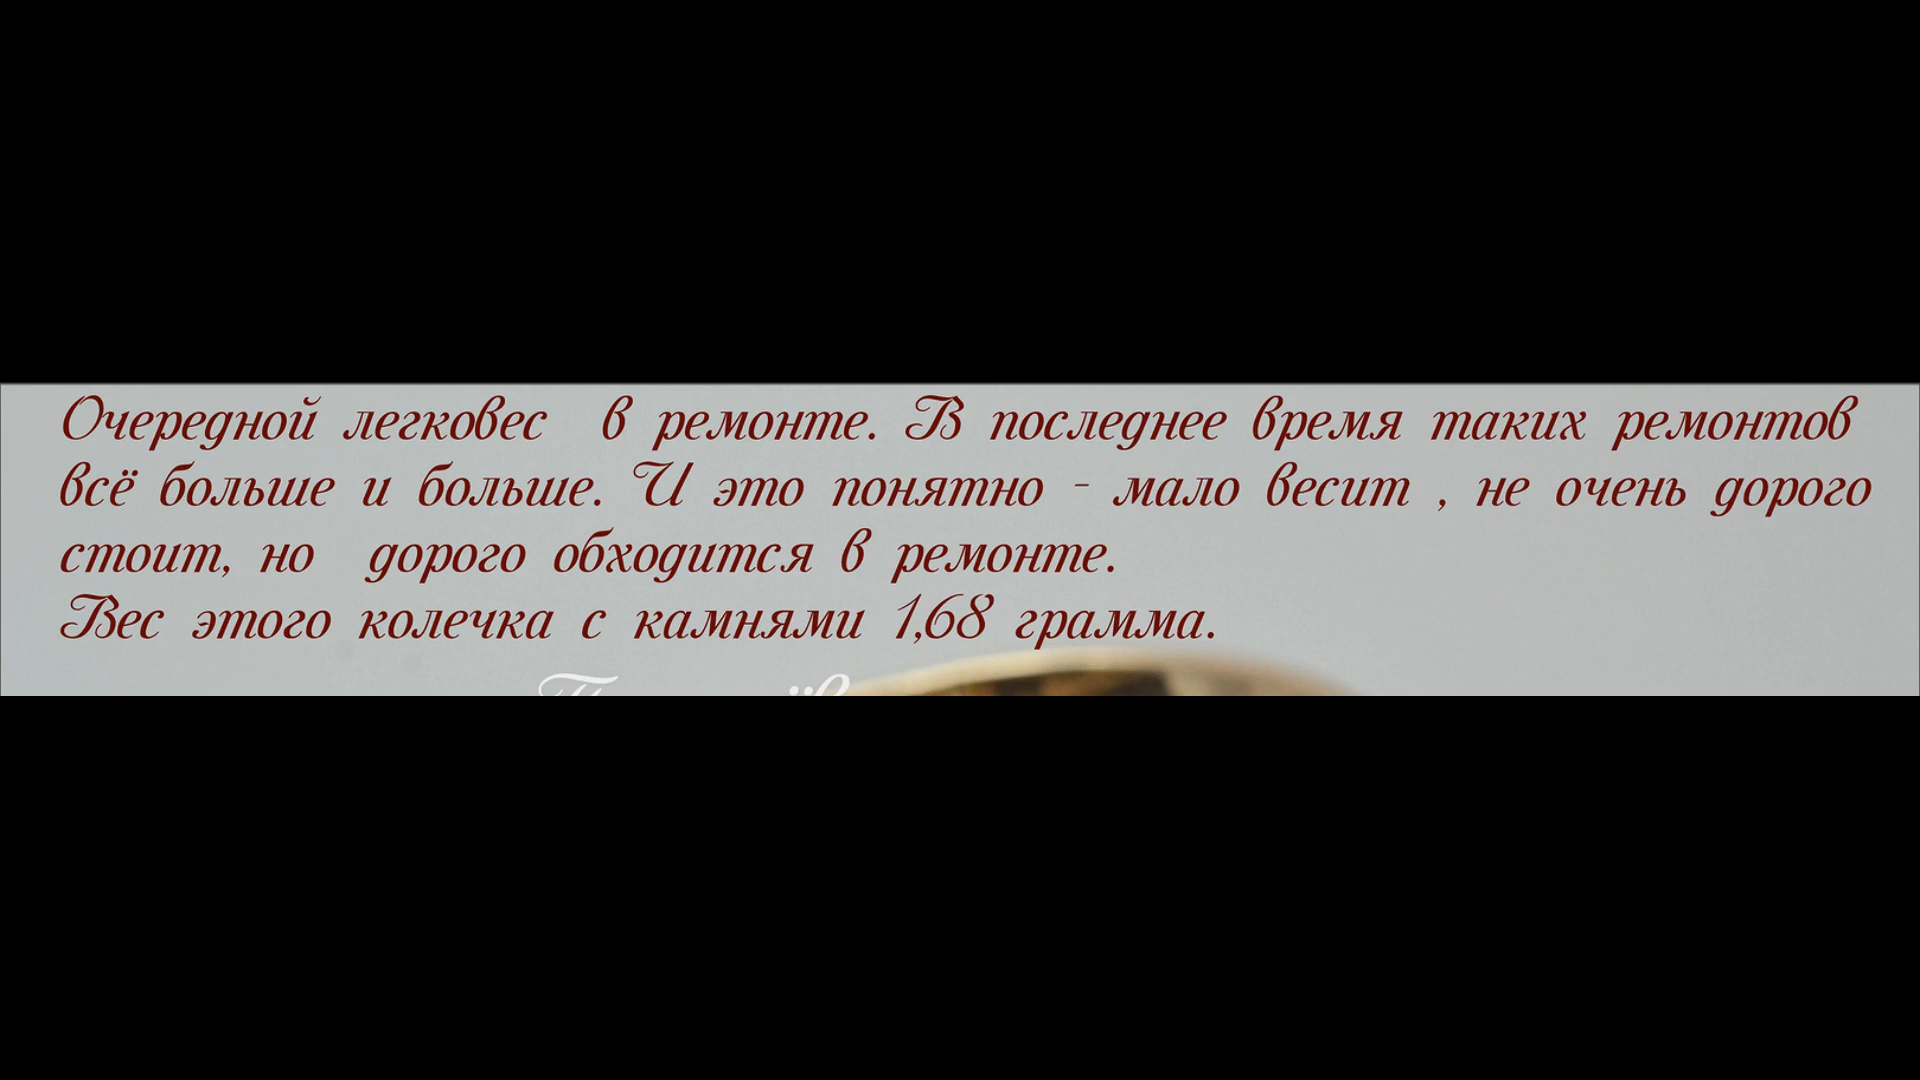 Очередной легковес в ремонте. В последнее время таких ремонтов
всё больше и больше. И это понятно - мало весит , не очень дорого
стоит, но дорого обходится в ремонте.
Вес этого колечка с камнями 1,68 грамма.